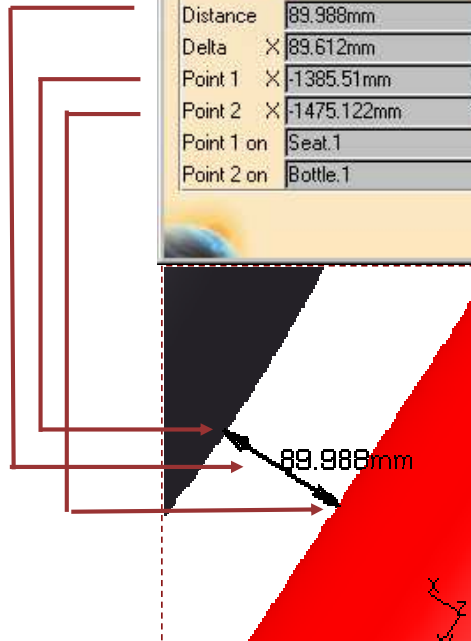 Distance 89.988mm
Delta X 89.612mm
Point 1 X -1385.51mm
Point 2 X -1475.122mm
Point 1 on Seat.1
Point 2 on Bottle.1
89.988mm
X
Z